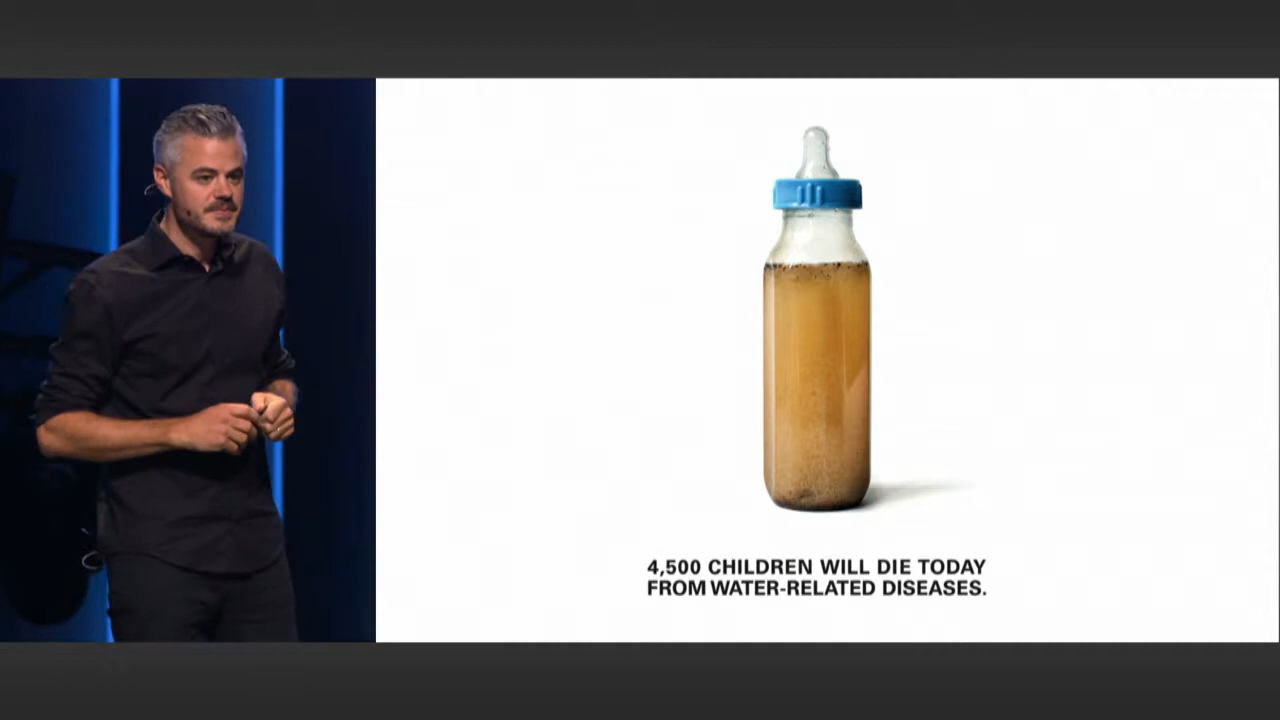 4,500 CHILDREN WILL DIE TODAY
FROM WATER-RELATED DISEASES.